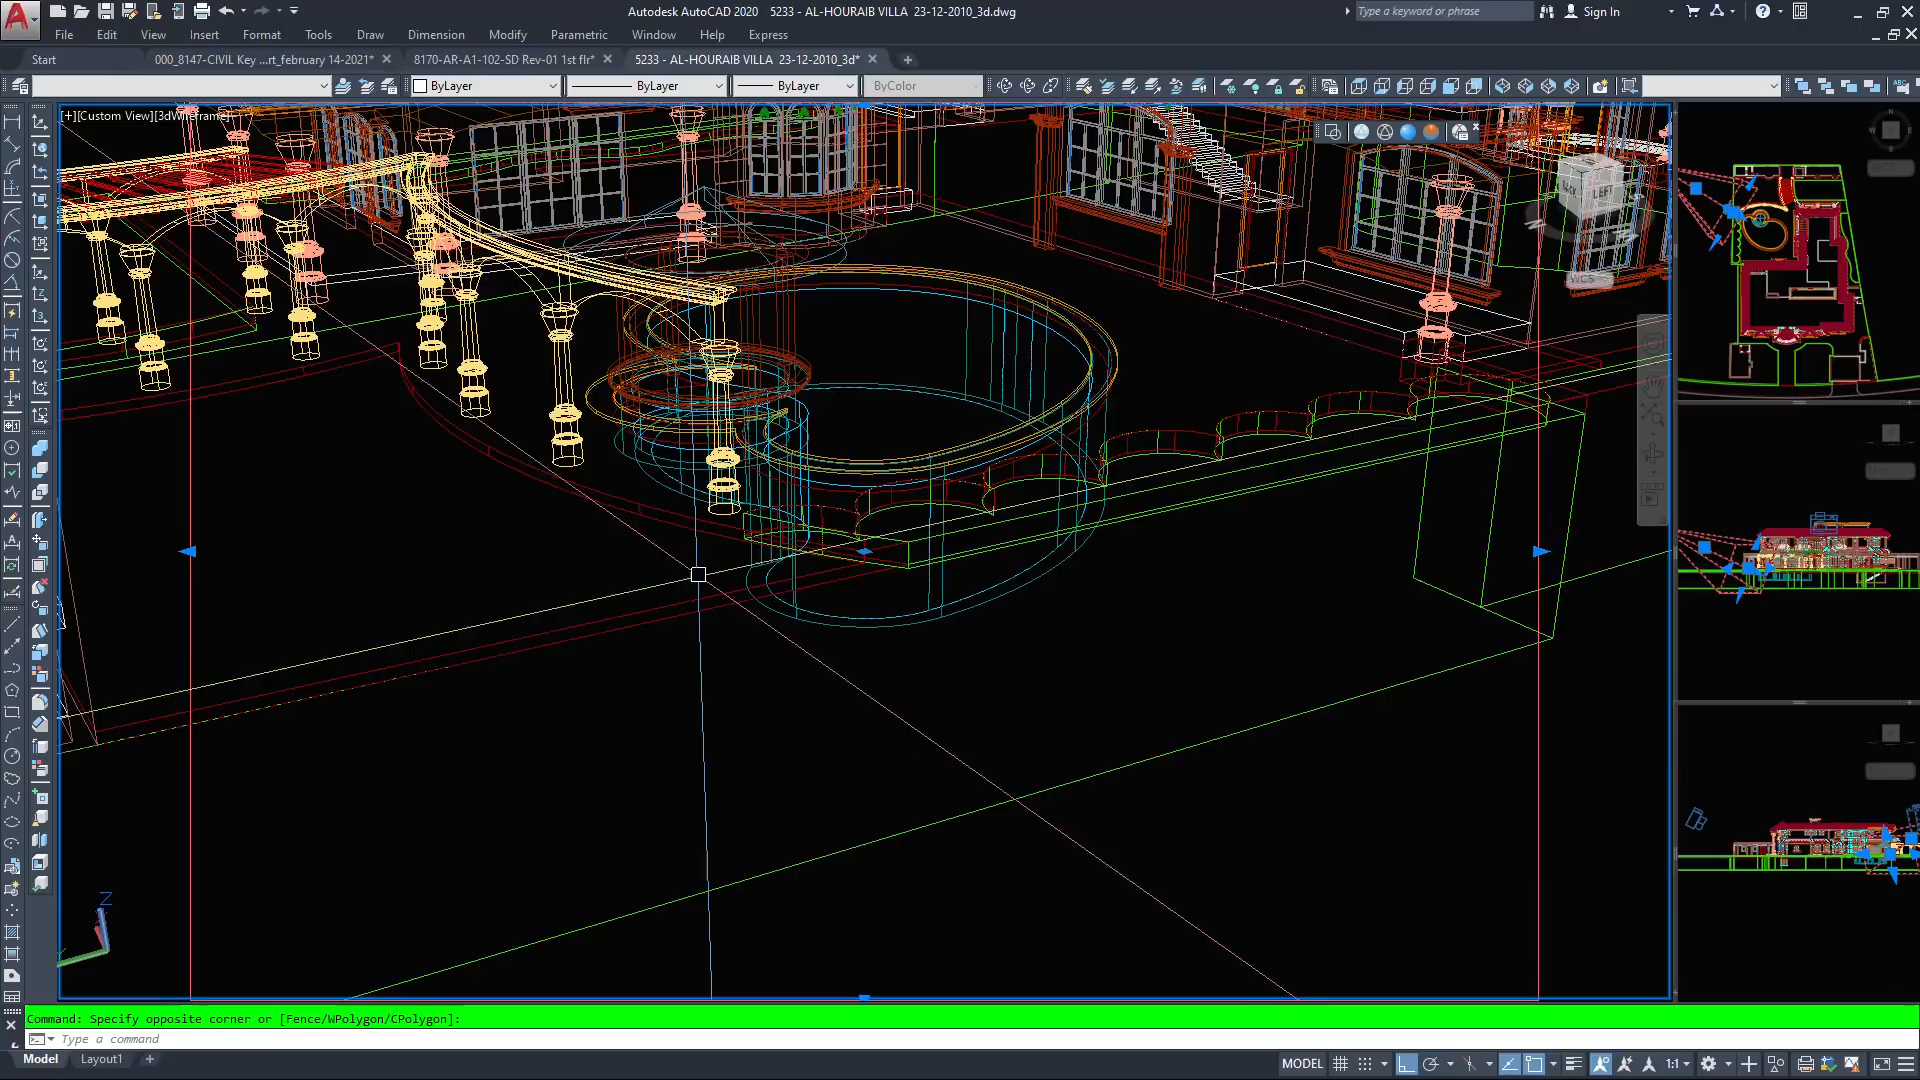 Autodesk AutoCAD 2020   5233 - AL-HOURAIB VILLA  23-12-2010_3d.dwg
Type a keyword or phrase
Sign In
File Edit View Insert Format Tools Draw Dimension Modify Parametric Window Help Express
Start
000_8147-CIVIL Key ...rt_february 14-2021*
8170-AR-A1-102-SD Rev-01 1st flr*
5233 - AL-HOURAIB VILLA  23-12-2010_3d*
ByLayer
ByLayer
ByLayer
ByColor
[+][Custom View][3dWireframe]
BACK
LEFT
WCS
Z
Command: Specify opposite corner or [Fence/WPolygon/CPolygon]:
Type a command
Model
Layout1
MODEL
1:1